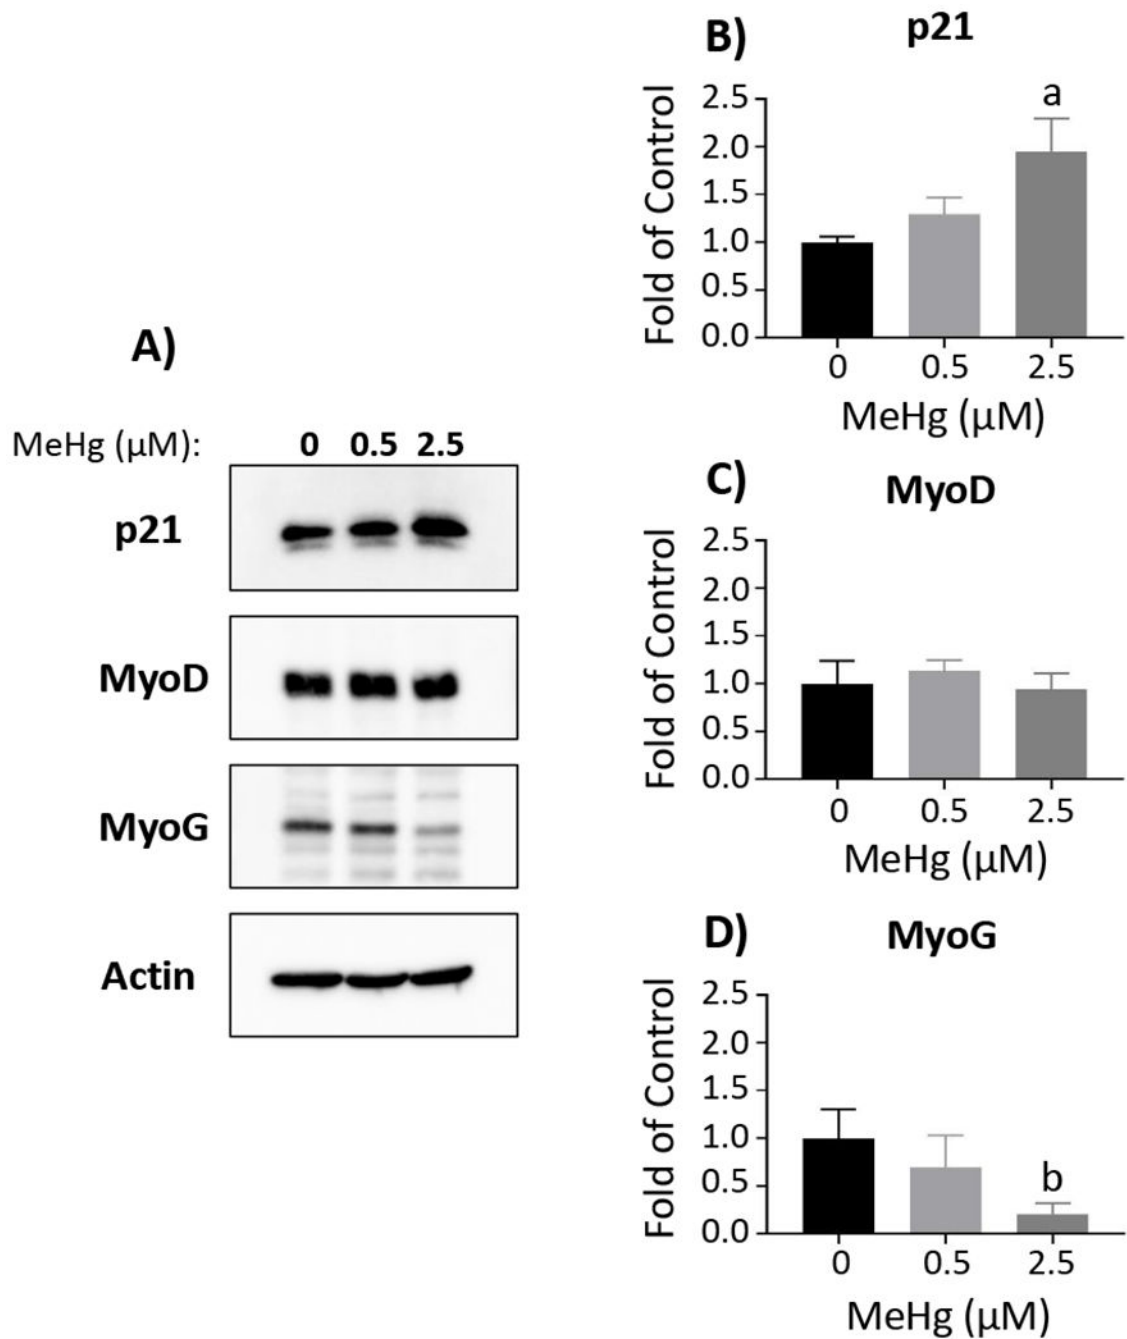 A)
MeHg (µM): 0 0.5 2.5
p21
MyoD
MyoG
Actin
B) p21
a
Fold of Control
2.5
2.0
1.5
1.0
0.5
0.0
0 0.5 2.5
MeHg (µM)
C) MyoD
Fold of Control
2.5
2.0
1.5
1.0
0.5
0.0
0 0.5 2.5
MeHg (µM)
D) MyoG
Fold of Control
2.5
2.0
1.5
1.0
0.5
0.0
b
0 0.5 2.5
MeHg (µM)